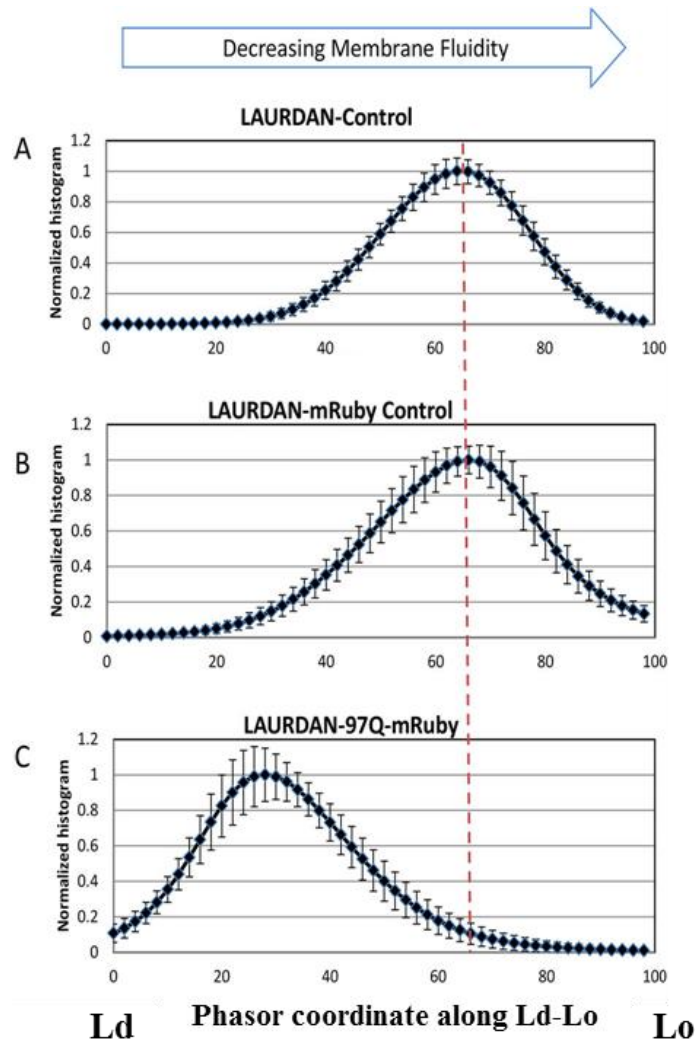 Decreasing Membrane Fluidity
A
LAURDAN-Control
Normalized histogram
1.2
1
0.8
0.6
0.4
0.2
0
0 20 40 60 80 100
B
LAURDAN-mRuby Control
Normalized histogram
1.2
1
0.8
0.6
0.4
0.2
0
0 20 40 60 80 100
C
LAURDAN-97Q-mRuby
Normalized histogram
1.2
1
0.8
0.6
0.4
0.2
0
0 20 40 60 80 100
Ld Phasor coordinate along Ld-Lo Lo